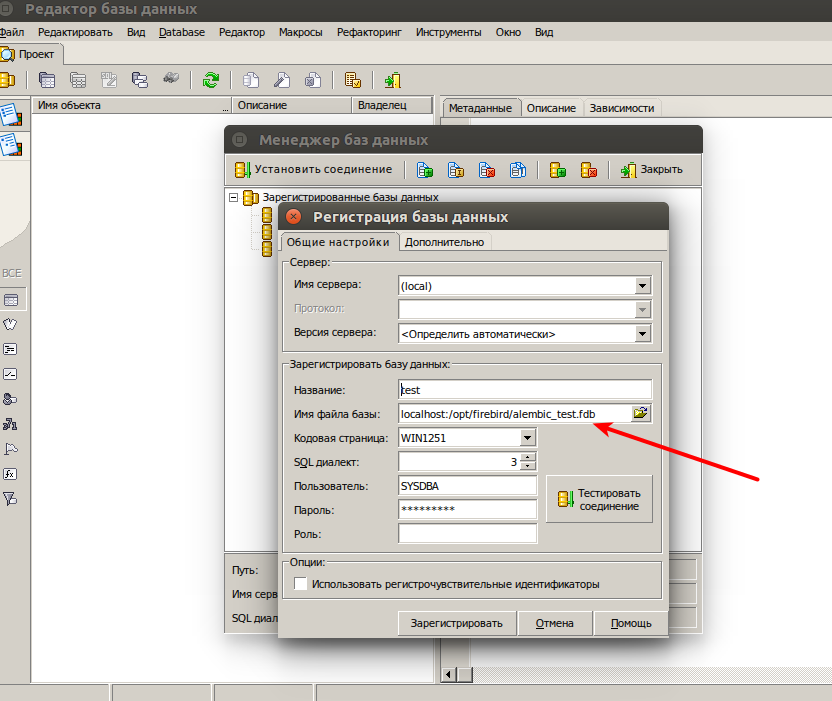 Редактор базы данных
Файл Редактировать Вид Database Редактор Макросы Рефакторинг Инструменты Окно Вид
Проект
Имя объекта ... Описание Владелец
Метаданные Описание Зависимости
Менеджер баз данных
Установить соединение Закрыть
Зарегистрированные базы данных
Регистрация базы данных
Общие настройки Дополнительно
Сервер:
Имя сервера: (local)
Протокол:
Версия сервера: <Определить автоматически>
ВСЕ
Зарегистрировать базу данных:
Название: test
Имя файла базы: localhost:/opt/firebird/alembic_test.fdb
Кодовая страница: WIN1251
SQL диалект: 3
Пользователь: SYSDBA
Тестировать
соединение
Пароль: *********
Роль:
Опции:
Использовать регистрочувствительные идентификаторы
Путь:
Имя серв
SQL диал
Зарегистрировать Отмена Помощь